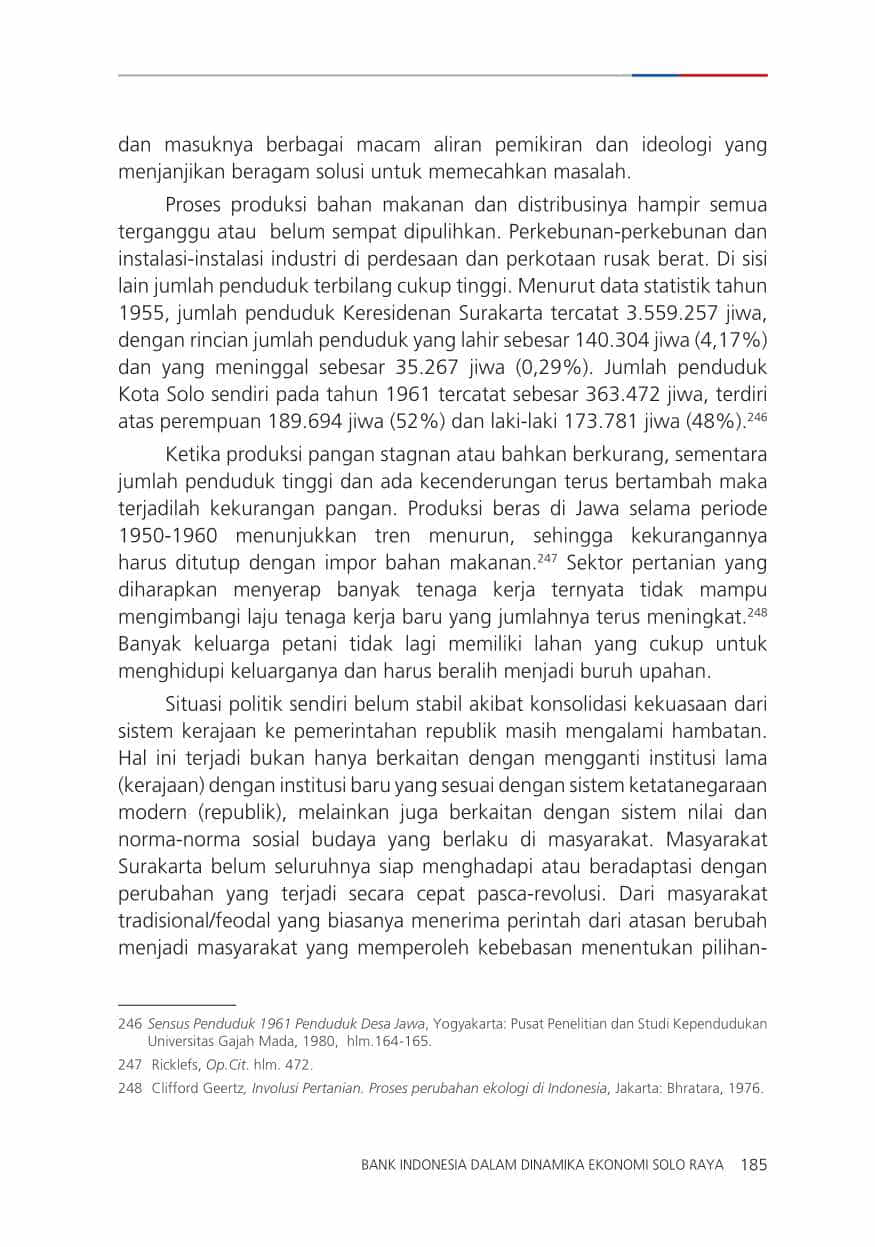 dan masuknya berbagai macam aliran pemikiran dan ideologi yang
menjanjikan beragam solusi untuk memecahkan masalah.
Proses produksi bahan makanan dan distribusinya hampir semua
terganggu atau belum sempat dipulihkan. Perkebunan-perkebunan dan
instalasi-instalasi industri di perdesaan dan perkotaan rusak berat. Di sisi
lain jumlah penduduk terbilang cukup tinggi. Menurut data statistik tahun
1955, jumlah penduduk Keresidenan Surakarta tercatat 3.559.257 jiwa,
dengan rincian jumlah penduduk yang lahir sebesar 140.304 jiwa (4,17%)
dan yang meninggal sebesar 35.267 jiwa (0,29%). Jumlah penduduk
Kota Solo sendiri pada tahun 1961 tercatat sebesar 363.472 jiwa, terdiri
atas perempuan 189.694 jiwa (52%) dan laki-laki 173.781 jiwa (48%).246
Ketika produksi pangan stagnan atau bahkan berkurang, sementara
jumlah penduduk tinggi dan ada kecenderungan terus bertambah maka
terjadilah kekurangan pangan. Produksi beras di Jawa selama periode
1950-1960 menunjukkan tren menurun, sehingga kekurangannya
harus ditutup dengan impor bahan makanan.247 Sektor pertanian yang
diharapkan menyerap banyak tenaga kerja ternyata tidak mampu
mengimbangi laju tenaga kerja baru yang jumlahnya terus meningkat.248
Banyak keluarga petani tidak lagi memiliki lahan yang cukup untuk
menghidupi keluarganya dan harus beralih menjadi buruh upahan.
Situasi politik sendiri belum stabil akibat konsolidasi kekuasaan dari
sistem kerajaan ke pemerintahan republik masih mengalami hambatan.
Hal ini terjadi bukan hanya berkaitan dengan mengganti institusi lama
(kerajaan) dengan institusi baru yang sesuai dengan sistem ketatanegaraan
modern (republik), melainkan juga berkaitan dengan sistem nilai dan
norma-norma sosial budaya yang berlaku di masyarakat. Masyarakat
Surakarta belum seluruhnya siap menghadapi atau beradaptasi dengan
perubahan yang terjadi secara cepat pasca-revolusi. Dari masyarakat
tradisional/feodal yang biasanya menerima perintah dari atasan berubah
menjadi masyarakat yang memperoleh kebebasan menentukan pilihan-
246 Sensus Penduduk 1961 Penduduk Desa Jawa, Yogyakarta: Pusat Penelitian dan Studi Kependudukan
Universitas Gajah Mada, 1980, hlm.164-165.
247 Ricklefs, Op.Cit. hlm. 472.
248 Clifford Geertz, Involusi Pertanian. Proses perubahan ekologi di Indonesia, Jakarta: Bhratara, 1976.
BANK INDONESIA DALAM DINAMIKA EKONOMI SOLO RAYA 185